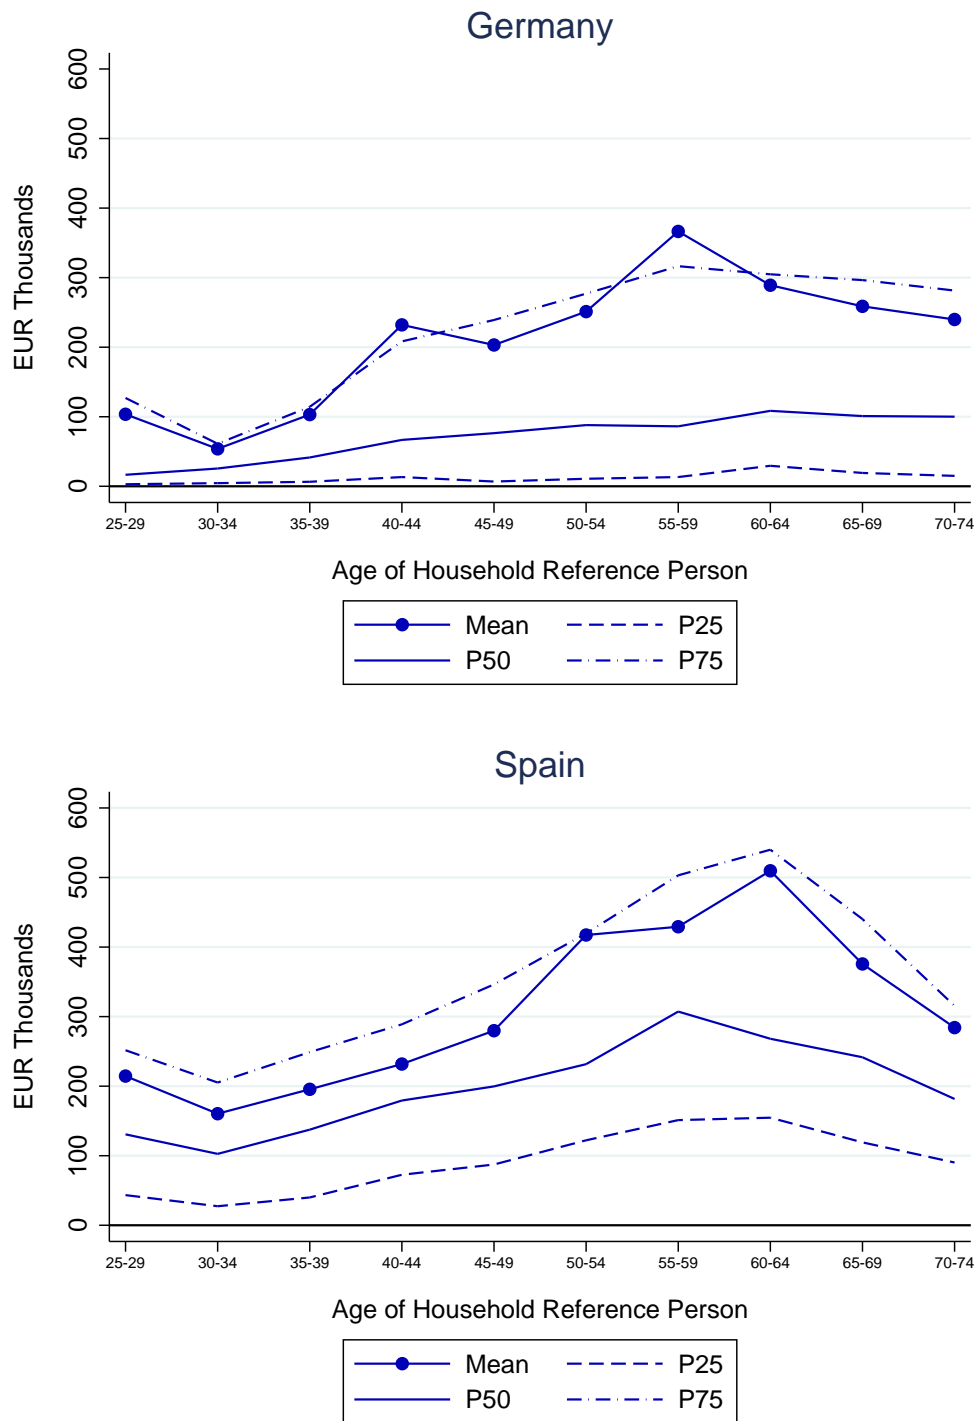 Germany
600
500
400
300
200
100
0
EUR Thousands
25-29 30-34 35-39 40-44 45-49 50-54 55-59 60-64 65-69 70-74
Age of Household Reference Person
Mean P25
P50 P75
Spain
600
500
400
300
200
100
0
EUR Thousands
25-29 30-34 35-39 40-44 45-49 50-54 55-59 60-64 65-69 70-74
Age of Household Reference Person
Mean P25
P50 P75